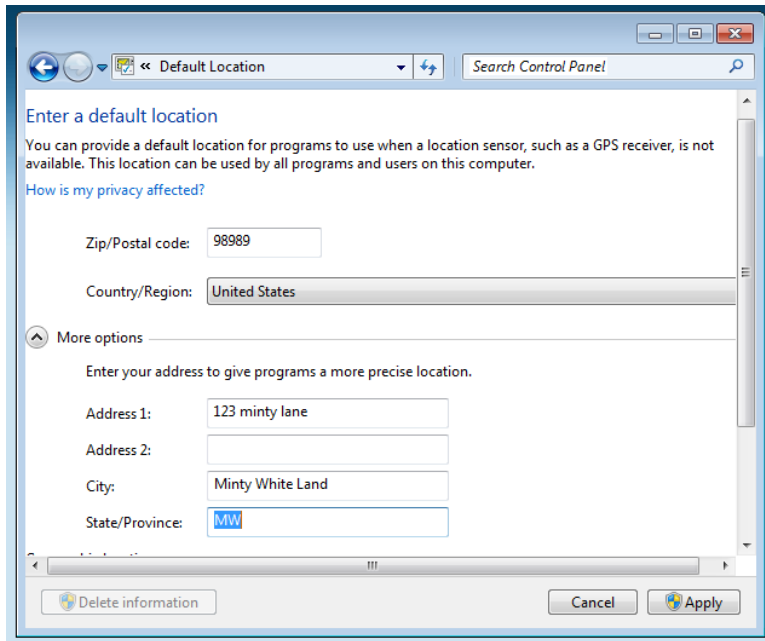 « Default Location
Search Control Panel
Enter a default location
You can provide a default location for programs to use when a location sensor, such as a GPS receiver, is not
available. This location can be used by all programs and users on this computer.
How is my privacy affected?
Zip/Postal code: 98989
Country/Region: United States
More options
Enter your address to give programs a more precise location.
Address 1: 123 minty lane
Address 2:
City: Minty White Land
State/Province: MW
Delete information
Cancel
Apply